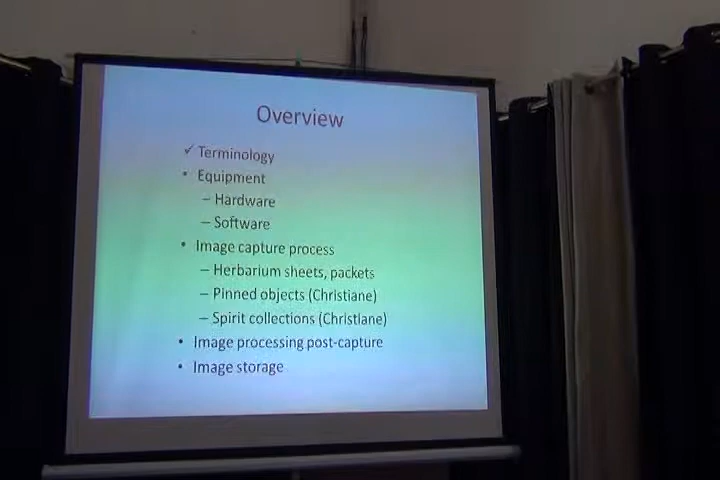 Overview
✓ Terminology
• Equipment
– Hardware
– Software
• Image capture process
– Herbarium sheets, packets
– Pinned objects (Christiane)
– Spirit collections (Christiane)
• Image processing post-capture
• Image storage